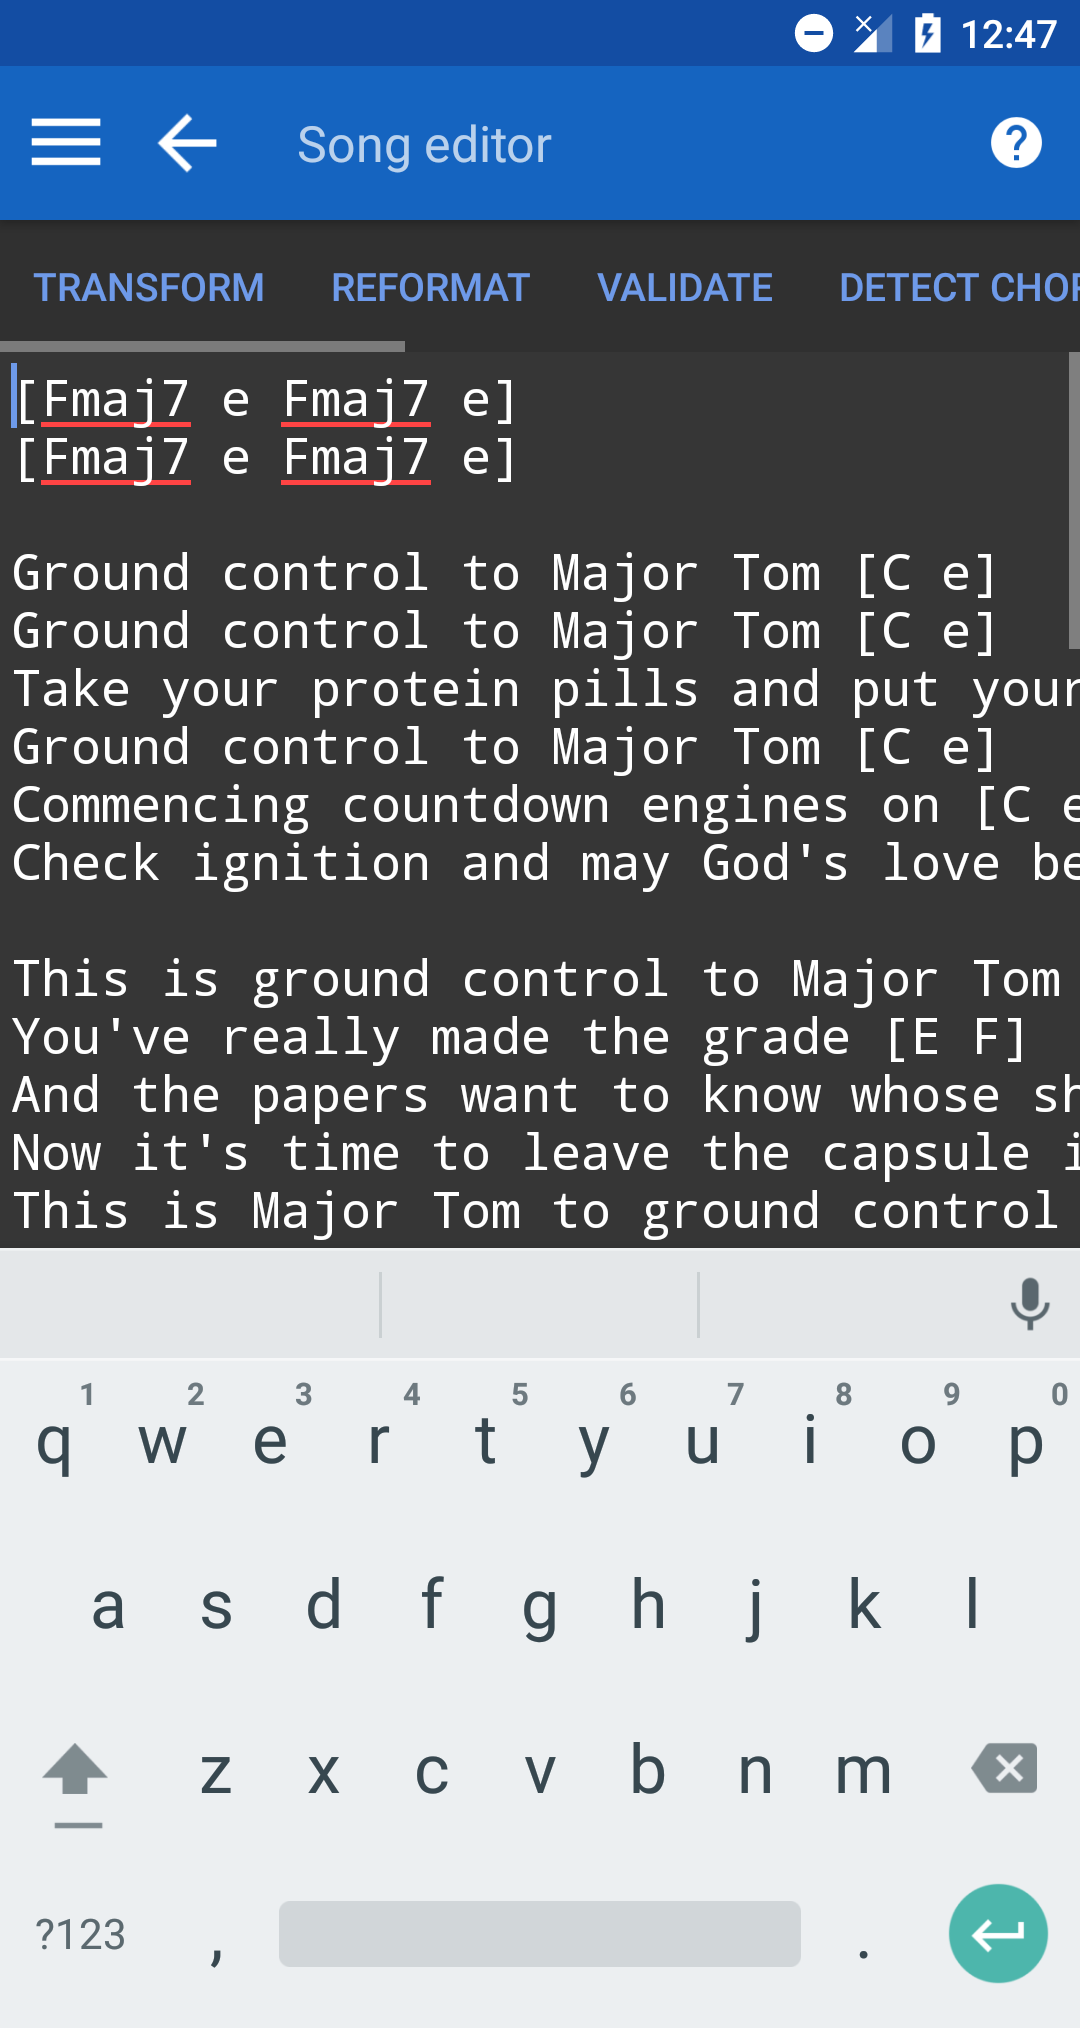 12:47
Song editor
TRANSFORM REFORMAT VALIDATE DETECT CHOR
[Fmaj7 e Fmaj7 e]
[Fmaj7 e Fmaj7 e]
Ground control to Major Tom [C e]
Ground control to Major Tom [C e]
Take your protein pills and put your
Ground control to Major Tom [C e]
Commencing countdown engines on [C e
Check ignition and may God's love be
This is ground control to Major Tom
You've really made the grade [E F]
And the papers want to know whose sh
Now it's time to leave the capsule i
This is Major Tom to ground control
1 2 3 4 5 6 7 8 9 0
q w e r t y u i o p
a s d f g h j k l
z x c v b n m
?123 , .